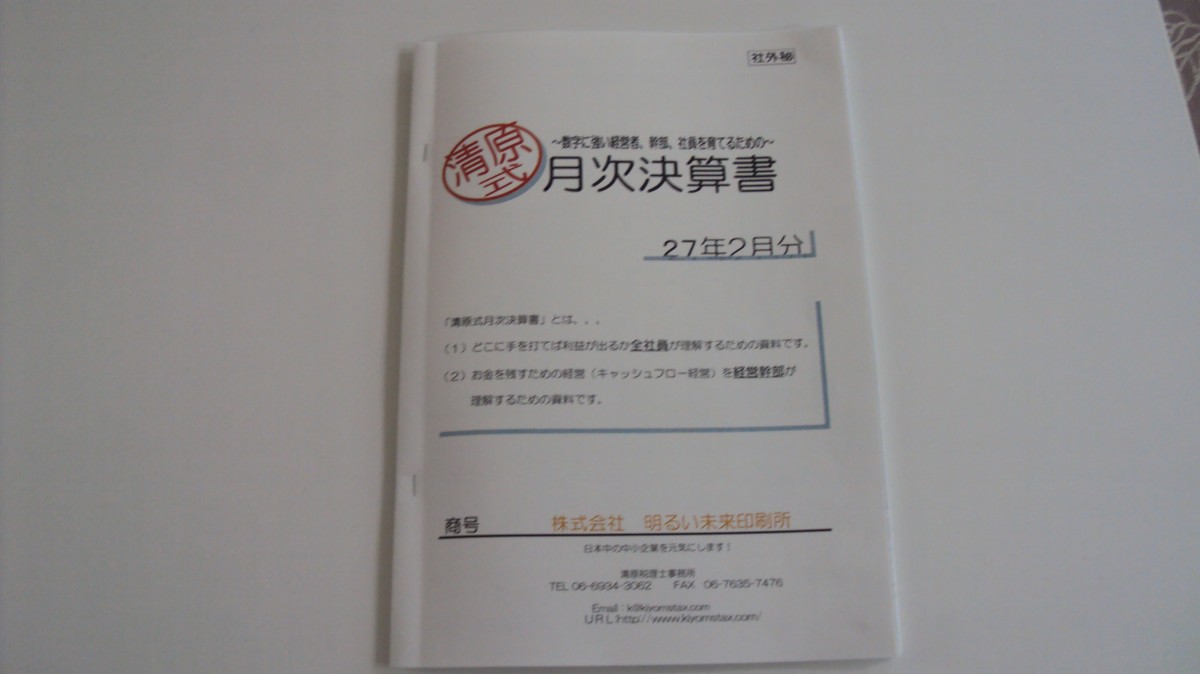 社外秘
清原式
～数字に強い経営者、幹部、社員を育てるための～
月次決算書
27年2月分
「清原式月次決算書」とは、．．
（1）どこに手を打てば利益が出るか全社員が理解するための資料です。
（2）お金を残すための経営（キャッシュフロー経営）を経営幹部が
理解するための資料です。
商号 株式会社 明るい未来印刷所
日本中の中小企業を元気にします！
清原税理士事務所
TEL 06-6934-3062 FAX 06-7635-7476
Email：k@kiyomstax.com
URL:http://www.kiyomstax.com/